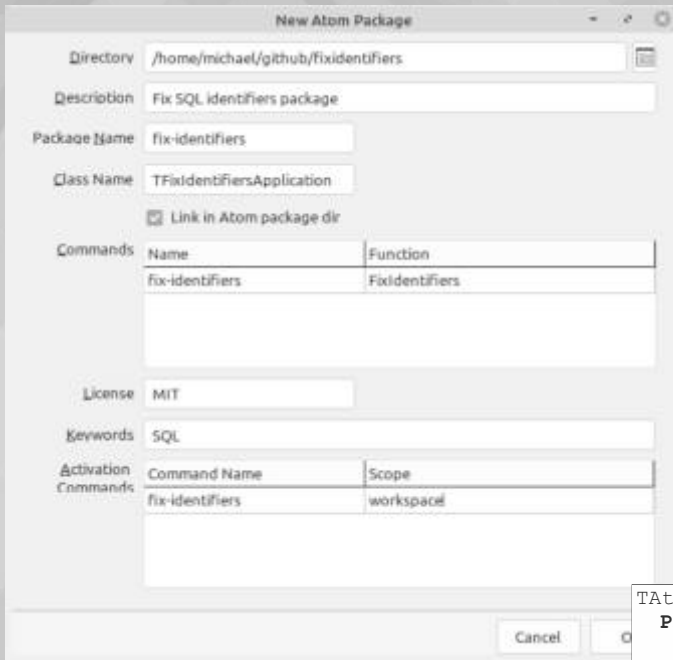 New Atom Package
Directory /home/michael/github/fixidentifiers
Description Fix SQL identifiers package
Package Name fix-identifiers
Class Name TFixIdentifiersApplication
Link in Atom package dir
Commands Name Function
fix-identifiers FixIdentifiers
License MIT
Keywords SQL
Activation Commands Command Name Scope
fix-identifiers workspace
Cancel